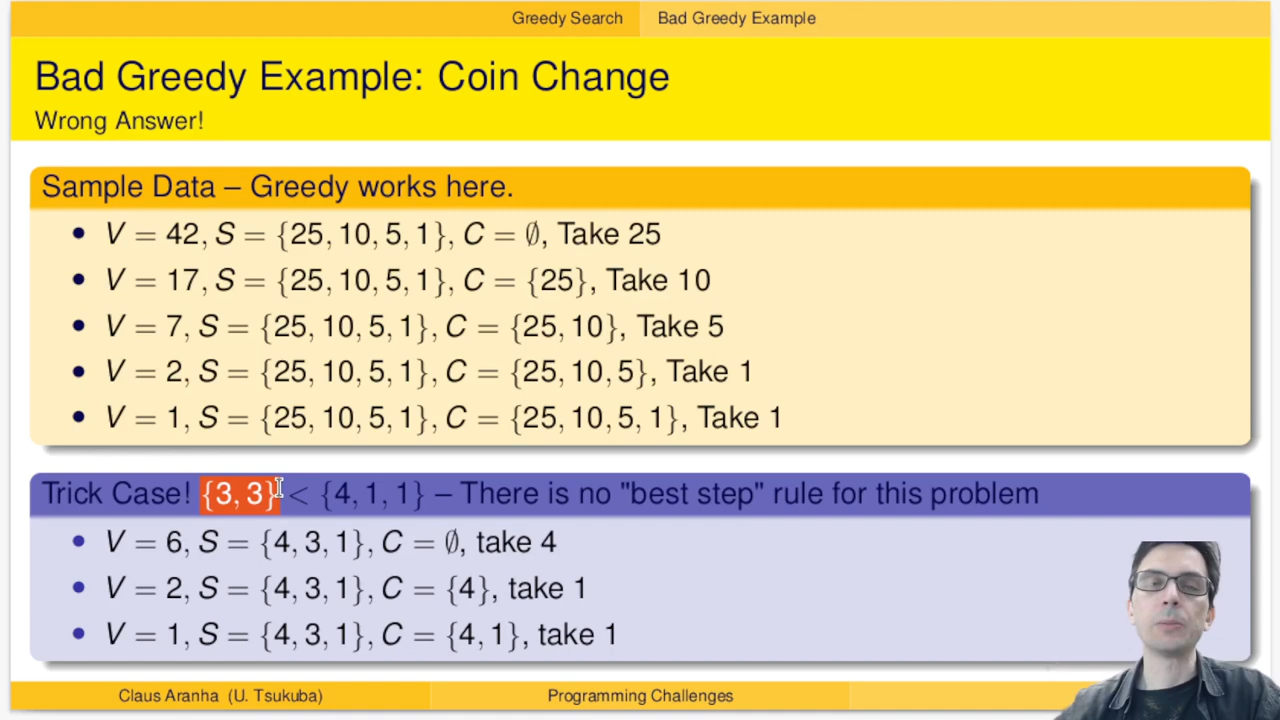 Greedy Search Bad Greedy Example
Bad Greedy Example: Coin Change
Wrong Answer!
Sample Data – Greedy works here.
• V = 42, S = {25, 10, 5, 1}, C = ∅, Take 25
• V = 17, S = {25, 10, 5, 1}, C = {25}, Take 10
• V = 7, S = {25, 10, 5, 1}, C = {25, 10}, Take 5
• V = 2, S = {25, 10, 5, 1}, C = {25, 10, 5}, Take 1
• V = 1, S = {25, 10, 5, 1}, C = {25, 10, 5, 1}, Take 1
Trick Case! {3, 3} < {4, 1, 1} – There is no "best step" rule for this problem
• V = 6, S = {4, 3, 1}, C = ∅, take 4
• V = 2, S = {4, 3, 1}, C = {4}, take 1
• V = 1, S = {4, 3, 1}, C = {4, 1}, take 1
Claus Aranha (U. Tsukuba) Programming Challenges